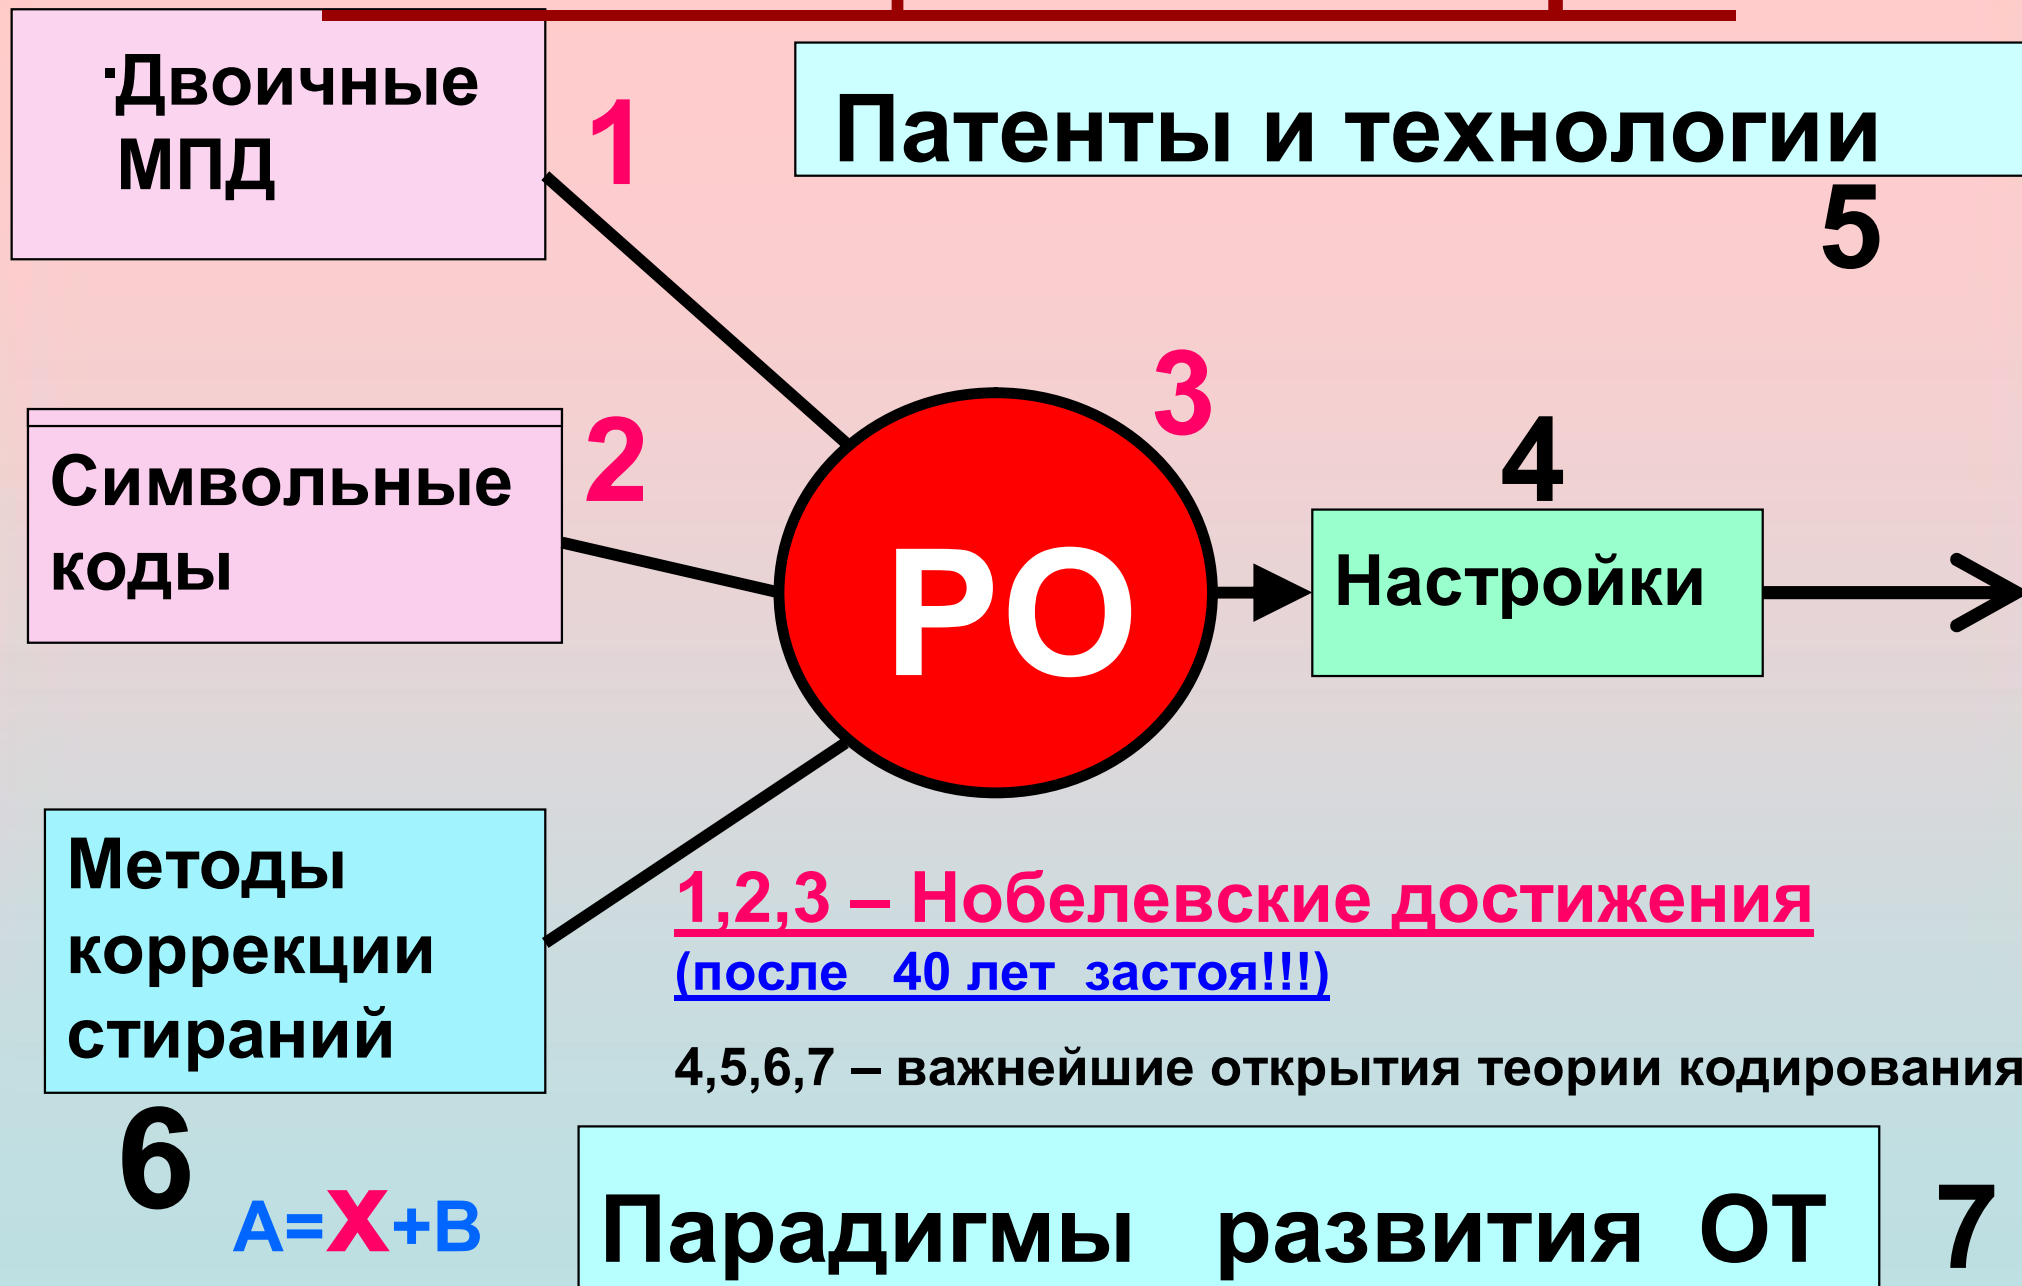 ·Двоичные
МПД
1
Патенты и технологии
5
3
Символьные
коды
2
4
РО
Настройки
Методы
коррекции
стираний
1,2,3 – Нобелевские достижения
(после 40 лет застоя!!!)
4,5,6,7 – важнейшие открытия теории кодирования
6
А=х+В
Парадигмы развития ОТ
7